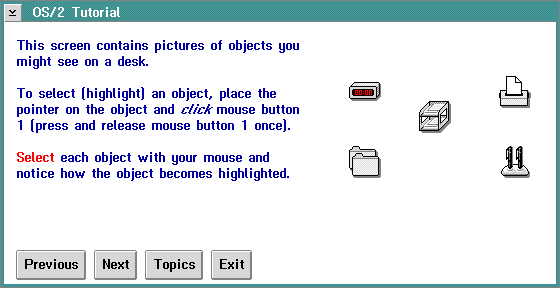 OS/2 Tutorial
This screen contains pictures of objects you
might see on a desk.
To select (highlight) an object, place the
pointer on the object and click mouse button
1 (press and release mouse button 1 once).
Select each object with your mouse and
notice how the object becomes highlighted.
Previous Next Topics Exit